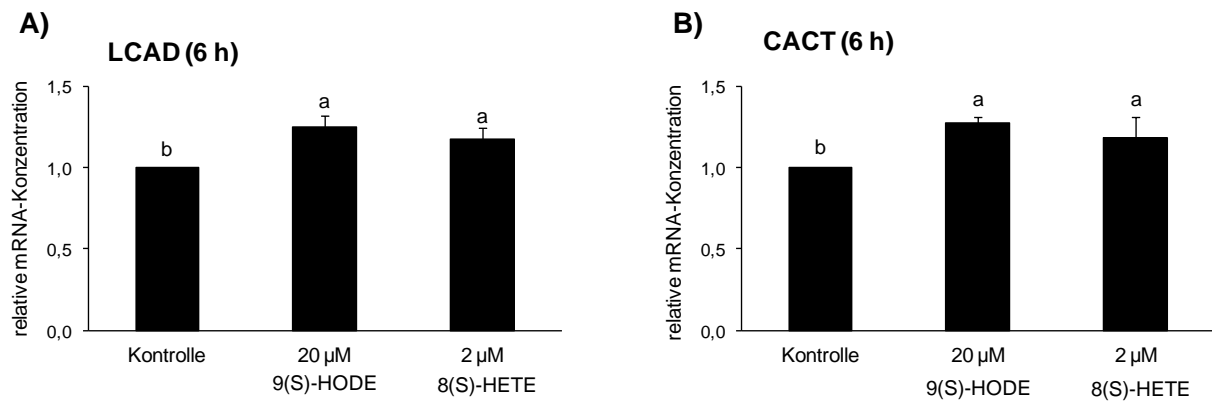 A)
LCAD (6 h)
relative mRNA-Konzentration
1,5
1,0
0,5
0,0
b
a
a
Kontrolle
20 µM
9(S)-HODE
2 µM
8(S)-HETE
B)
CACT (6 h)
relative mRNA-Konzentration
1,5
1,0
0,5
0,0
b
a
a
Kontrolle
20 µM
9(S)-HODE
2 µM
8(S)-HETE